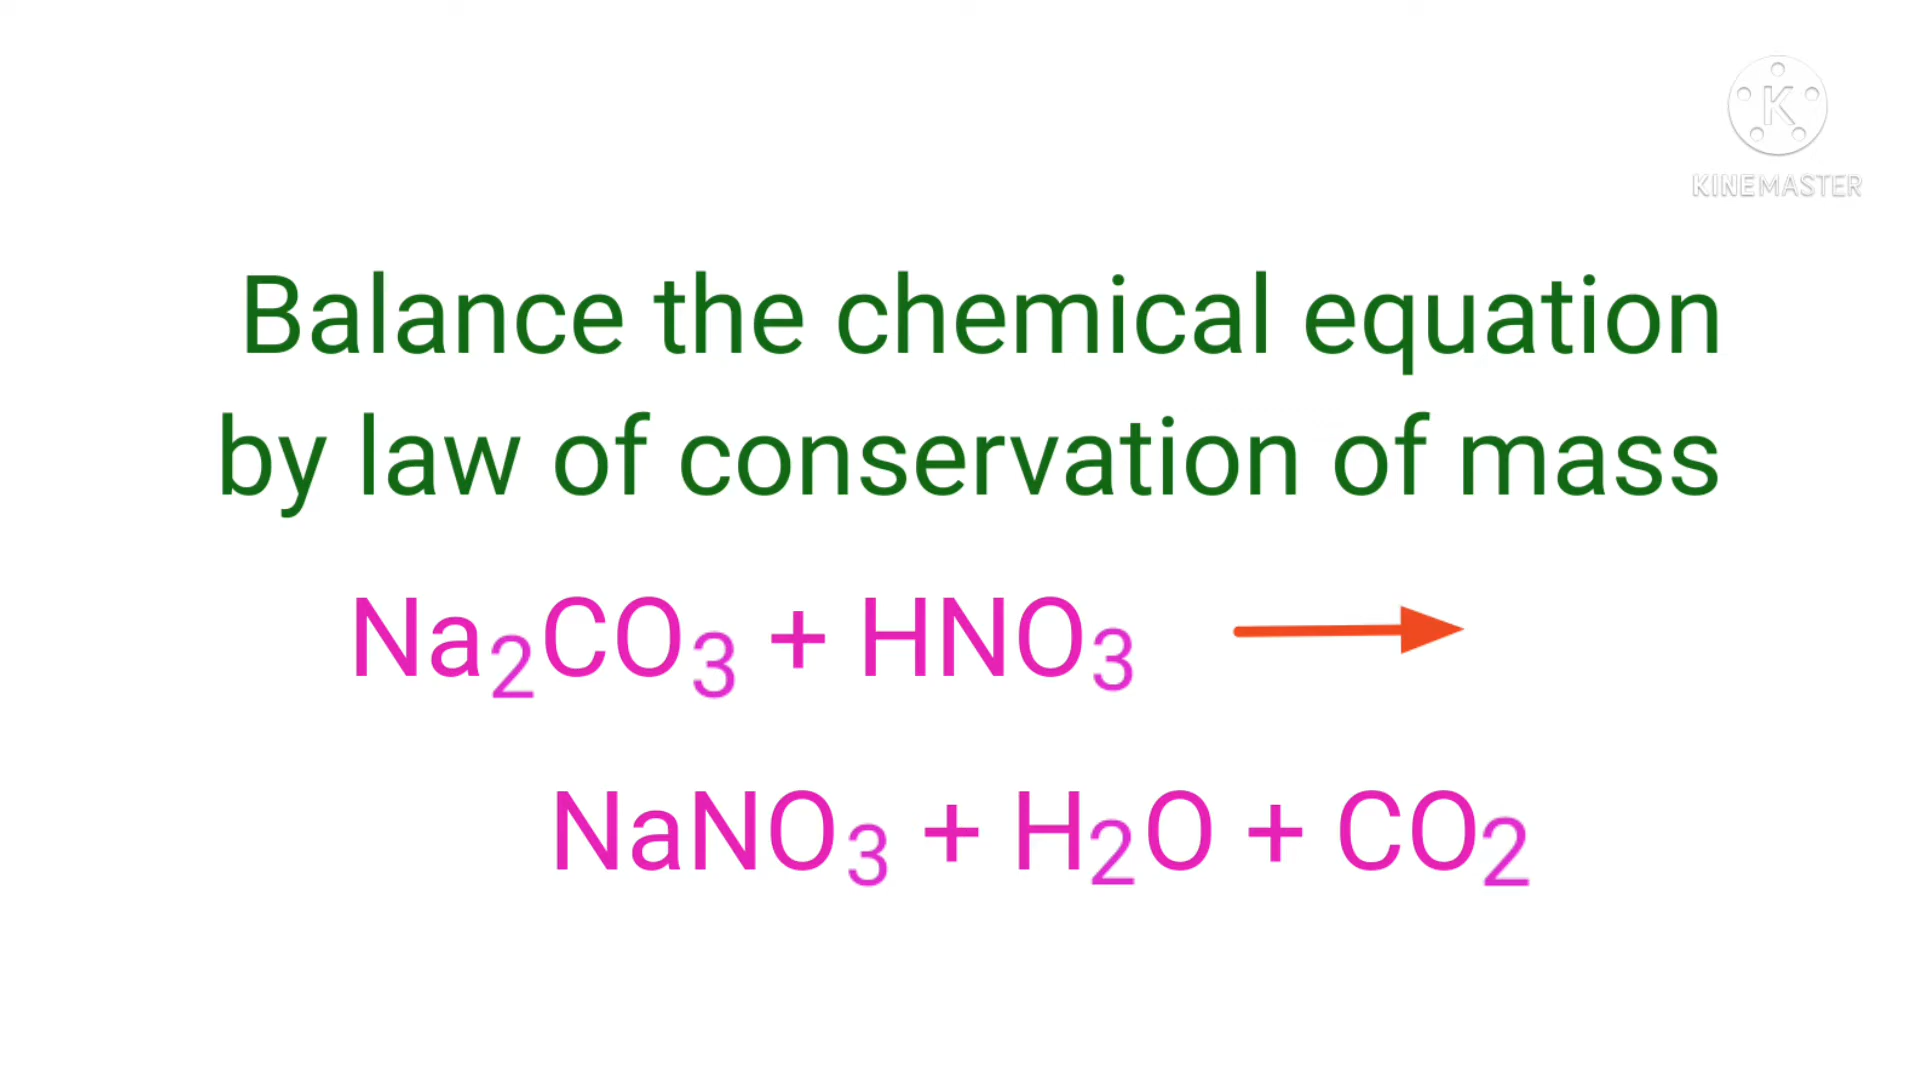 KINEMASTER
Balance the chemical equation
by law of conservation of mass
Na₂CO₃ + HNO₃ →
NaNO₃ + H₂O + CO₂